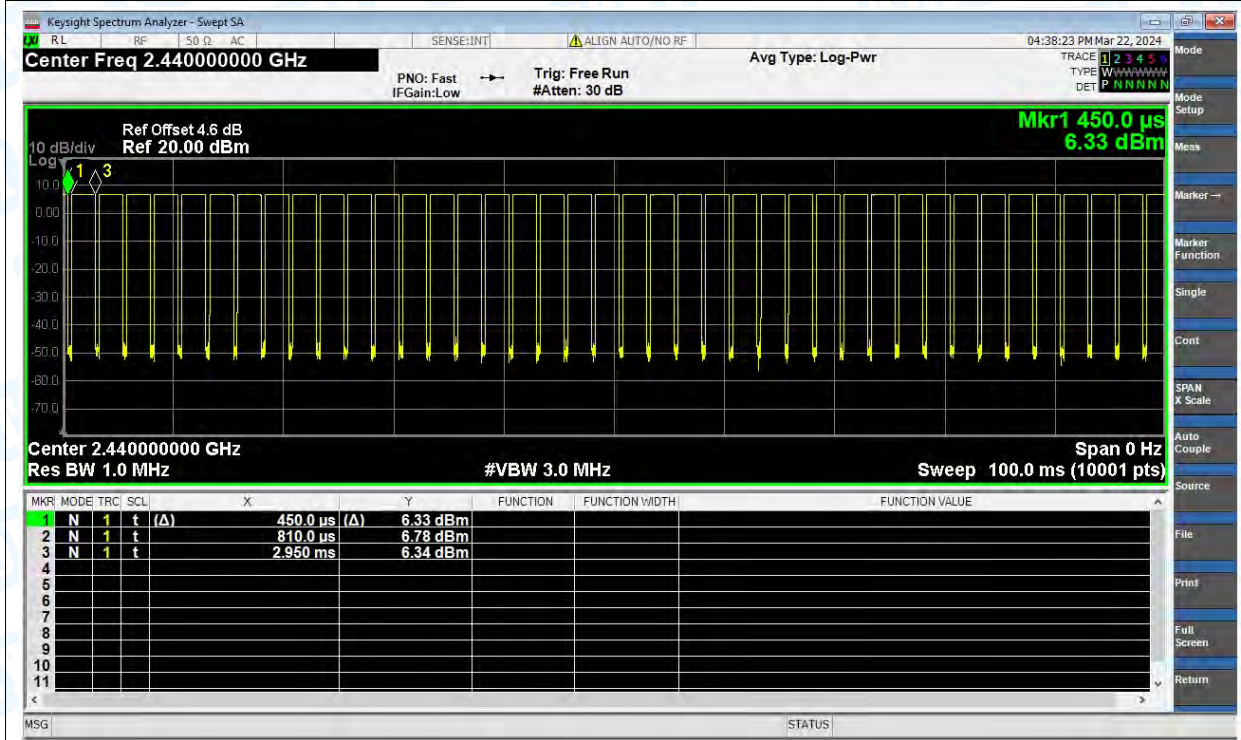 Keysight Spectrum Analyzer - Swept SA
LXI RL RF 50 Ω AC SENSE:INT ALIGN AUTO/NO RF 04:38:23 PM Mar 22, 2024
Center Freq 2.440000000 GHz
PNO: Fast
IFGain:Low
Trig: Free Run
#Atten: 30 dB
Avg Type: Log-Pwr
TRACE 1 2 3 4 5 6
TYPE WWWWWW
DET P N N N N N
Mkr1 450.0 µs
6.33 dBm
Ref Offset 4.6 dB
10 dB/div Ref 20.00 dBm
Log
1 3
10.0
0.00
-10.0
-20.0
-30.0
-40.0
-50.0
-60.0
-70.0
Center 2.440000000 GHz Span 0 Hz
Res BW 1.0 MHz #VBW 3.0 MHz Sweep 100.0 ms (10001 pts)
MKR MODE TRC SCL X Y FUNCTION FUNCTION WIDTH FUNCTION VALUE
1 N 1 t (Δ) 450.0 µs (Δ) 6.33 dBm
2 N 1 t 810.0 µs 6.78 dBm
3 N 1 t 2.950 ms 6.34 dBm
4
5
6
7
8
9
10
11
MSG STATUS
Mode
Mode
Setup
Meas
Marker→
Marker
Function
Single
Cont
SPAN
X Scale
Auto
Couple
Source
File
Print
Full
Screen
Return